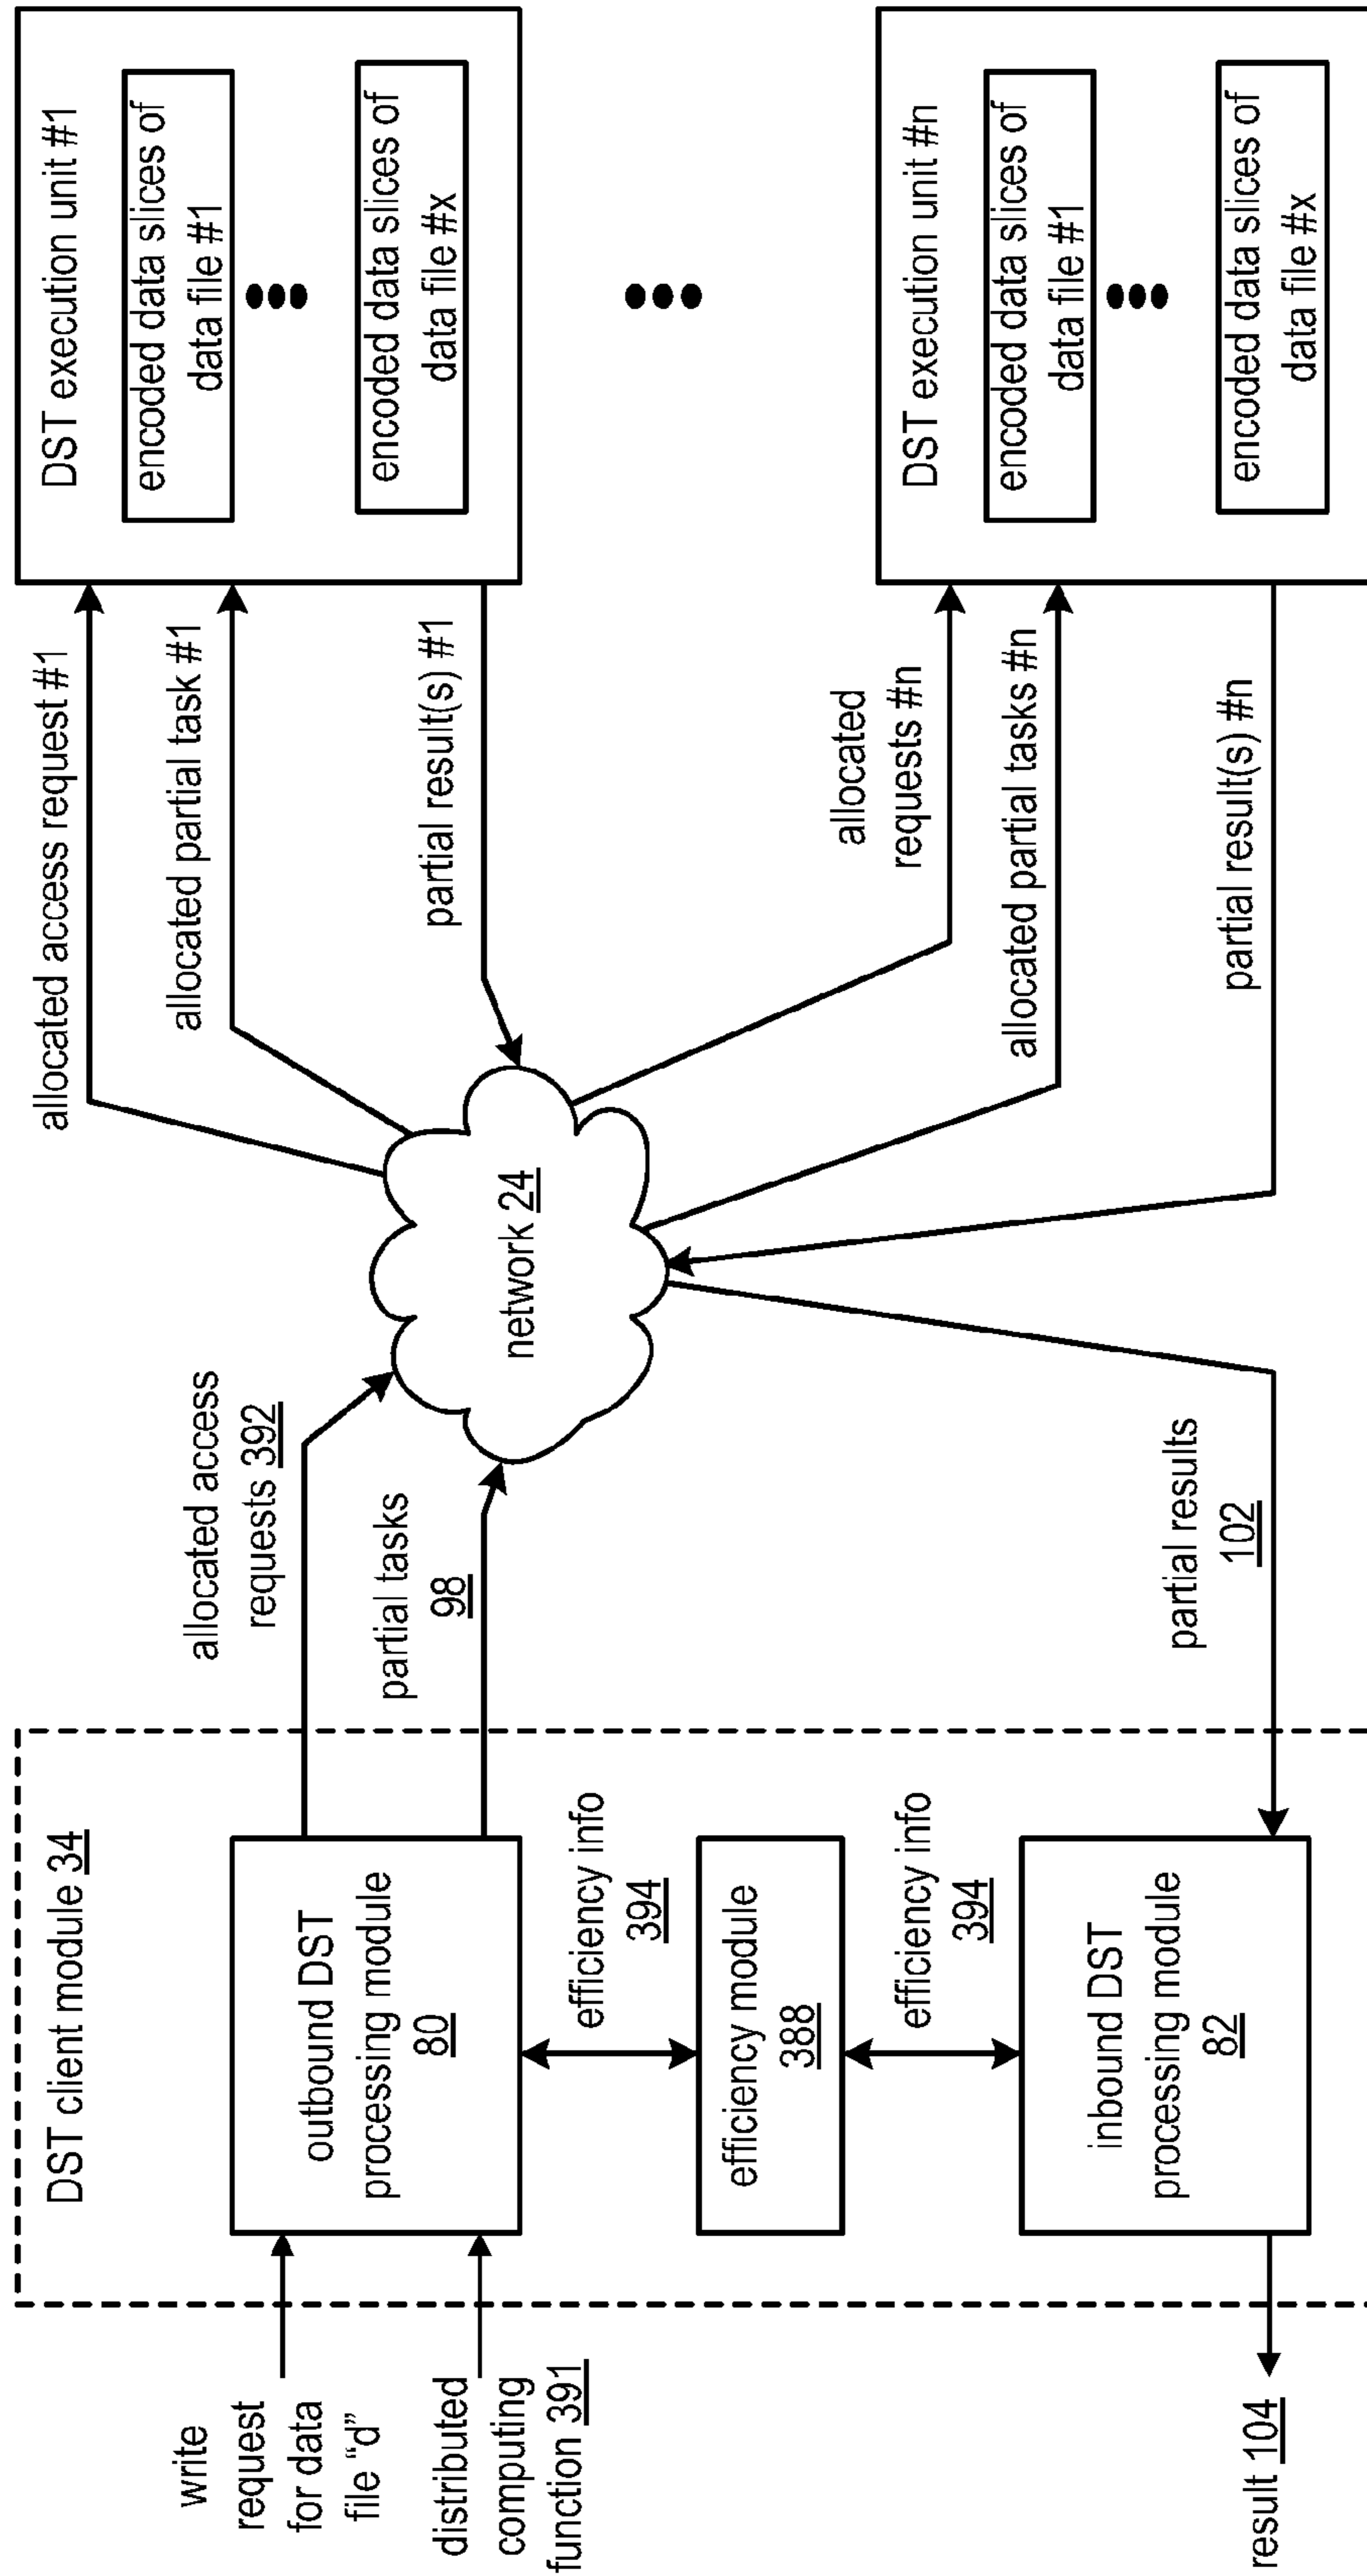 DST client module 34
write
request
for data
file “d”
distributed
computing
function 391
outbound DST
processing module
80
efficiency info
394
efficiency module
388
efficiency info
394
inbound DST
processing module
82
result 104
allocated access
requests 392
partial tasks
98
network 24
partial results
102
allocated access request #1
allocated partial task #1
partial result(s) #1
allocated
requests #n
allocated partial tasks #n
partial result(s) #n
DST execution unit #1
encoded data slices of
data file #1
encoded data slices of
data file #x
DST execution unit #n
encoded data slices of
data file #1
encoded data slices of
data file #x